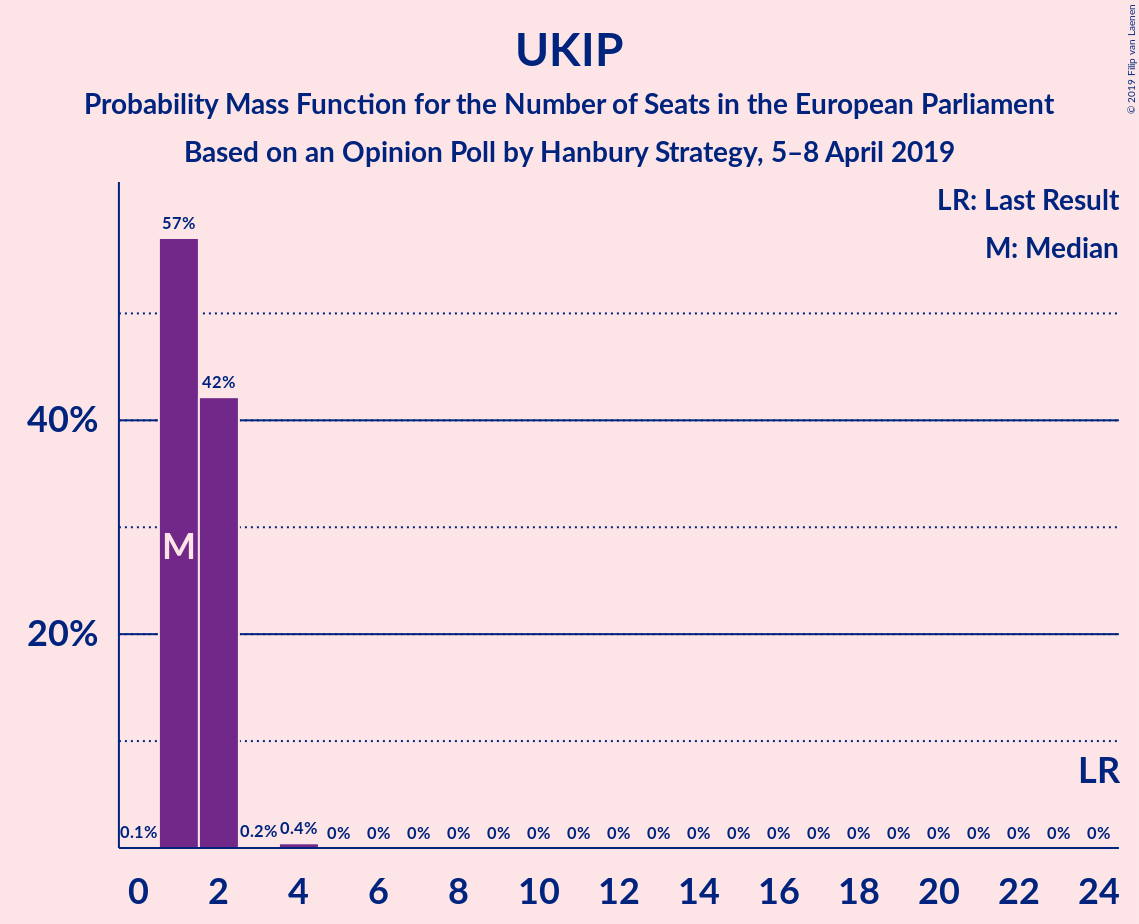 UKIP
Probability Mass Function for the Number of Seats in the European Parliament
Based on an Opinion Poll by Hanbury Strategy, 5–8 April 2019
© 2019 Filip van Laenen
LR: Last Result
M: Median
57%
42%
40%
M
20%
LR
0.1% 0.2% 0.4% 0% 0% 0% 0% 0% 0% 0% 0% 0% 0% 0% 0% 0% 0% 0% 0% 0% 0% 0% 0%
0 2 4 6 8 10 12 14 16 18 20 22 24